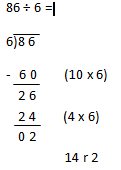 86 ÷ 6 =
6)86
- 60 (10 x 6)
26
24 (4 x 6)
02
14 r 2